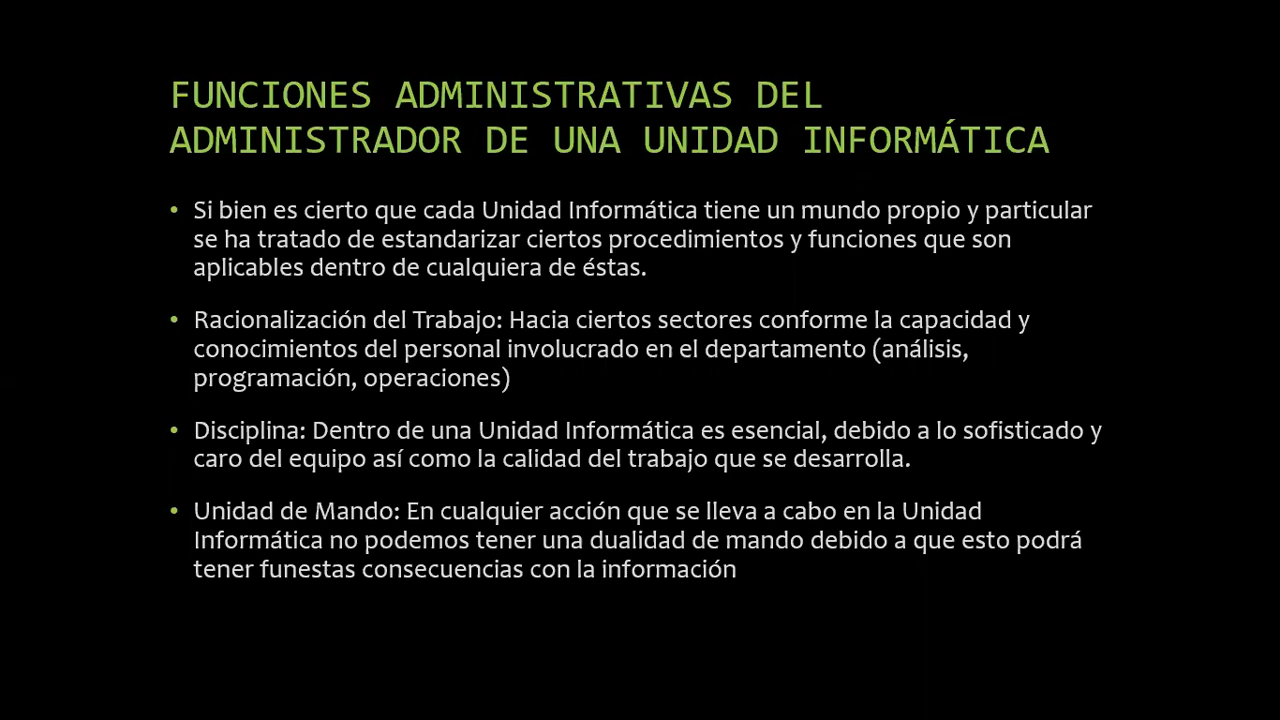 FUNCIONES ADMINISTRATIVAS DEL
ADMINISTRADOR DE UNA UNIDAD INFORMÁTICA
• Si bien es cierto que cada Unidad Informática tiene un mundo propio y particular
se ha tratado de estandarizar ciertos procedimientos y funciones que son
aplicables dentro de cualquiera de éstas.
• Racionalización del Trabajo: Hacia ciertos sectores conforme la capacidad y
conocimientos del personal involucrado en el departamento (análisis,
programación, operaciones)
• Disciplina: Dentro de una Unidad Informática es esencial, debido a lo sofisticado y
caro del equipo así como la calidad del trabajo que se desarrolla.
• Unidad de Mando: En cualquier acción que se lleva a cabo en la Unidad
Informática no podemos tener una dualidad de mando debido a que esto podrá
tener funestas consecuencias con la información